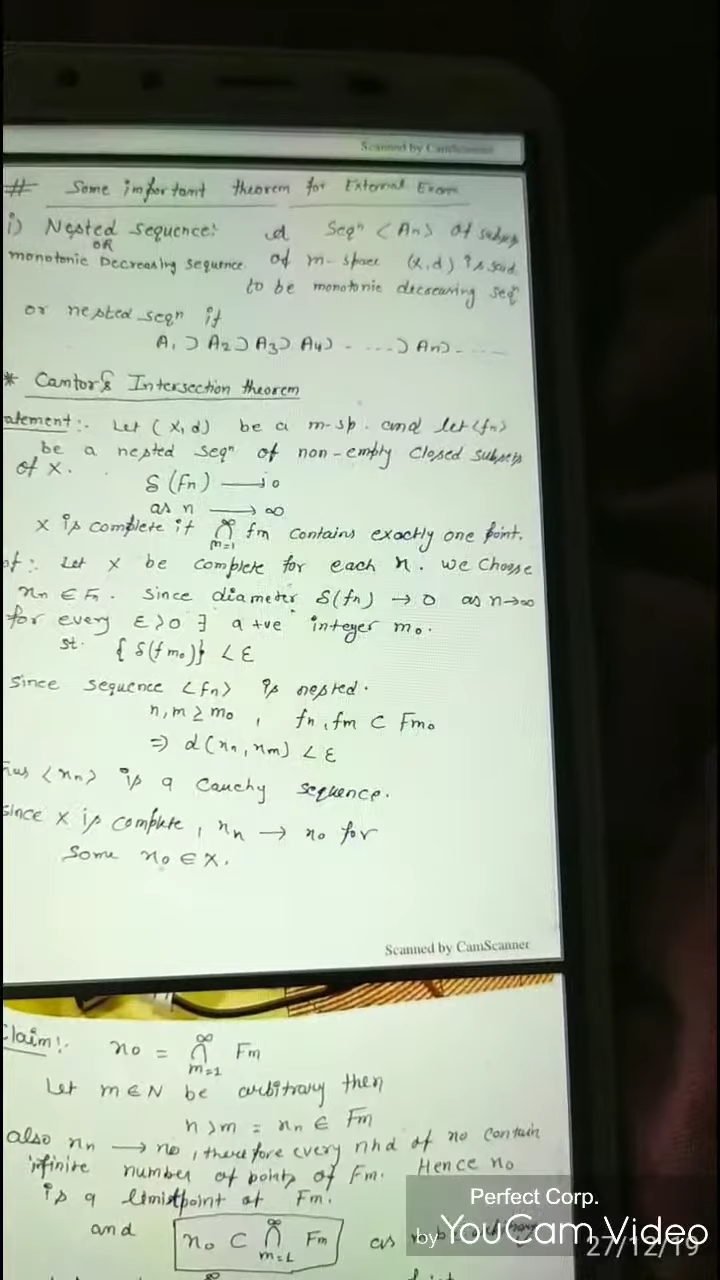 Scanned by CamScanner
# Some important theorem for External Exam
i) Nested Sequence: A Seqn <An> of subsets
OR
monotonic Decreasing sequence of m-space (X,d) is said
to be monotonic decreasing seqn
or nested seqn if
A1 ⊃ A2 ⊃ A3 ⊃ A4 ⊃ - ..... ⊃ An ⊃ - .....
* Cantor's Intersection theorem
atement:- Let (X,d) be a m-sp. and let <fn>
be a nested seqn of non-empty closed subsets
of X. δ(Fn) → 0
as n → ∞
X is complete if ∞∩m=1 fm contains exactly one point.
of:- Let X be complete for each n. we choose
xn ∈ Fn. Since diameter δ(fn) → 0 as n→∞
for every ε>0 ∃ a +ve integer m0.
st. {δ(fm0)} < ε
Since sequence <fn> is nested.
n,m ≥ m0 , fn, fm ⊂ Fm0
⇒ d(xn, xm) < ε
Thus <xn> is a Cauchy sequence.
Since X is complete, xn → x0 for
Some x0 ∈ X.
Scanned by CamScanner
Claim:- x0 = ∞∩m=1 Fm
Let m∈N be arbitrary then
n>m = xn ∈ Fm
also xn → x0, therefore every nhd of x0 contain
infinite number of points of Fm. Hence x0
is a limit point of Fm.
and x0 ⊂ ∞∩m=1 Fm as
Perfect Corp.
by YouCam Video
27/12/19